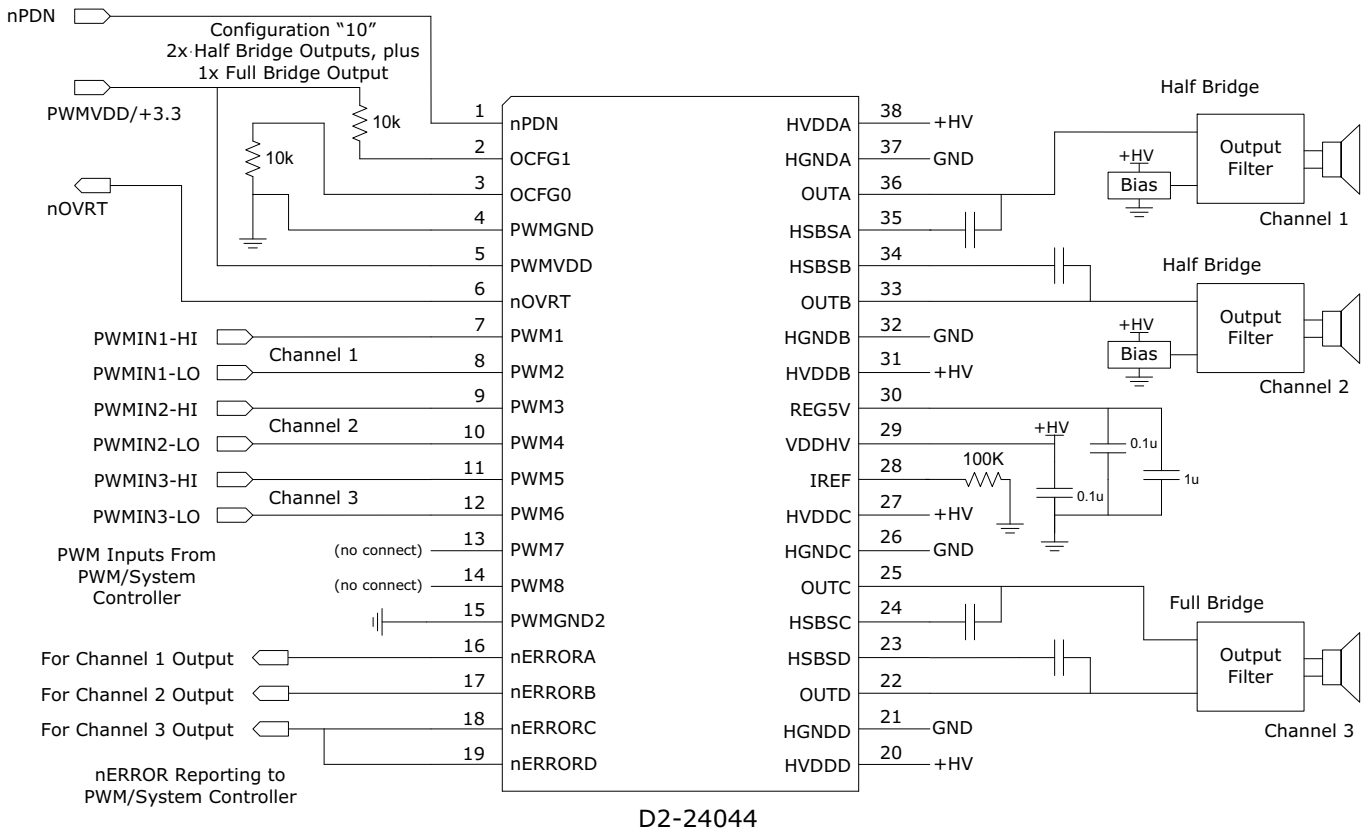 nPDN
Configuration “10”
2x Half Bridge Outputs, plus
1x Full Bridge Output
PWMVDD/+3.3
10k
10k
nOVRT
PWMIN1-HI
Channel 1
PWMIN1-LO
PWMIN2-HI
Channel 2
PWMIN2-LO
PWMIN3-HI
Channel 3
PWMIN3-LO
PWM Inputs From
PWM/System
Controller
(no connect)
(no connect)
For Channel 1 Output
For Channel 2 Output
For Channel 3 Output
nERROR Reporting to
PWM/System Controller
1 nPDN
2 OCFG1
3 OCFG0
4 PWMGND
5 PWMVDD
6 nOVRT
7 PWM1
8 PWM2
9 PWM3
10 PWM4
11 PWM5
12 PWM6
13 PWM7
14 PWM8
15 PWMGND2
16 nERRORA
17 nERRORB
18 nERRORC
19 nERRORD
HVDDA 38 +HV
HGNDA 37 GND
OUTA 36
HSBSA 35
HSBSB 34
OUTB 33
HGNDB 32 GND
HVDDB 31 +HV
REG5V 30
VDDHV 29
IREF 28
HVDDC 27 +HV
HGNDC 26 GND
OUTC 25
HSBSC 24
HSBSD 23
OUTD 22
HGNDD 21 GND
HVDDD 20 +HV
Half Bridge
+HV
Bias
Output
Filter
Channel 1
Half Bridge
+HV
Bias
Output
Filter
Channel 2
+HV
0.1u
100K
0.1u
1u
Full Bridge
Output
Filter
Channel 3
D2-24044